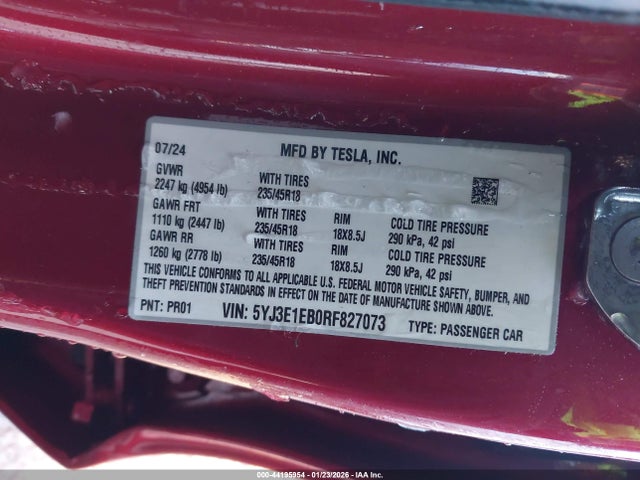 07/24 MFD BY TESLA, INC.
GVWR
2247 kg (4954 lb) WITH TIRES 235/45R18
GAWR FRT
1110 kg (2447 lb) WITH TIRES 235/45R18 RIM 18X8.5J COLD TIRE PRESSURE 290 kPa, 42 psi
GAWR RR
1260 kg (2778 lb) WITH TIRES 235/45R18 RIM 18X8.5J COLD TIRE PRESSURE 290 kPa, 42 psi
THIS VEHICLE CONFORMS TO ALL APPLICABLE U.S. FEDERAL MOTOR VEHICLE SAFETY, BUMPER, AND
THEFT PREVENTION STANDARDS IN EFFECT ON THE DATE OF MANUFACTURE SHOWN ABOVE.
PNT: PR01 VIN: 5YJ3E1EB0RF827073 TYPE: PASSENGER CAR
000-44195954 | 01/23/2026 - IAA Inc.